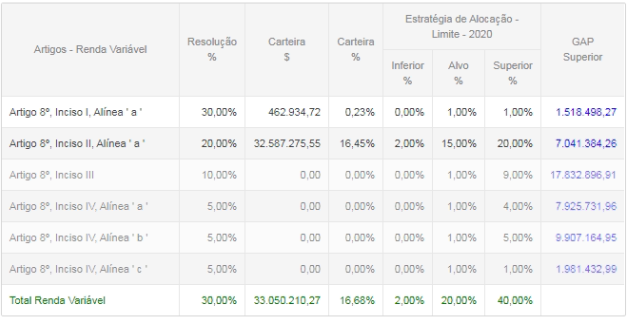 Artigos - Renda Variável
Resolução
%
Carteira
$
Carteira
%
Estratégia de Alocação -
Limite - 2020
Inferior
%
Alvo
%
Superior
%
GAP
Superior
Artigo 8º, Inciso I, Alínea ' a ' 30,00% 462.934,72 0,23% 0,00% 1,00% 1,00% 1.518.498,27
Artigo 8º, Inciso II, Alínea ' a ' 20,00% 32.587.275,55 16,45% 2,00% 15,00% 20,00% 7.041.384,26
Artigo 8º, Inciso III 10,00% 0,00 0,00% 0,00% 1,00% 9,00% 17.832.896,91
Artigo 8º, Inciso IV, Alínea ' a ' 5,00% 0,00 0,00% 0,00% 1,00% 4,00% 7.925.731,96
Artigo 8º, Inciso IV, Alínea ' b ' 5,00% 0,00 0,00% 0,00% 1,00% 5,00% 9.907.164,95
Artigo 8º, Inciso IV, Alínea ' c ' 5,00% 0,00 0,00% 0,00% 1,00% 1,00% 1.981.432,99
Total Renda Variável 30,00% 33.050.210,27 16,68% 2,00% 20,00% 40,00%